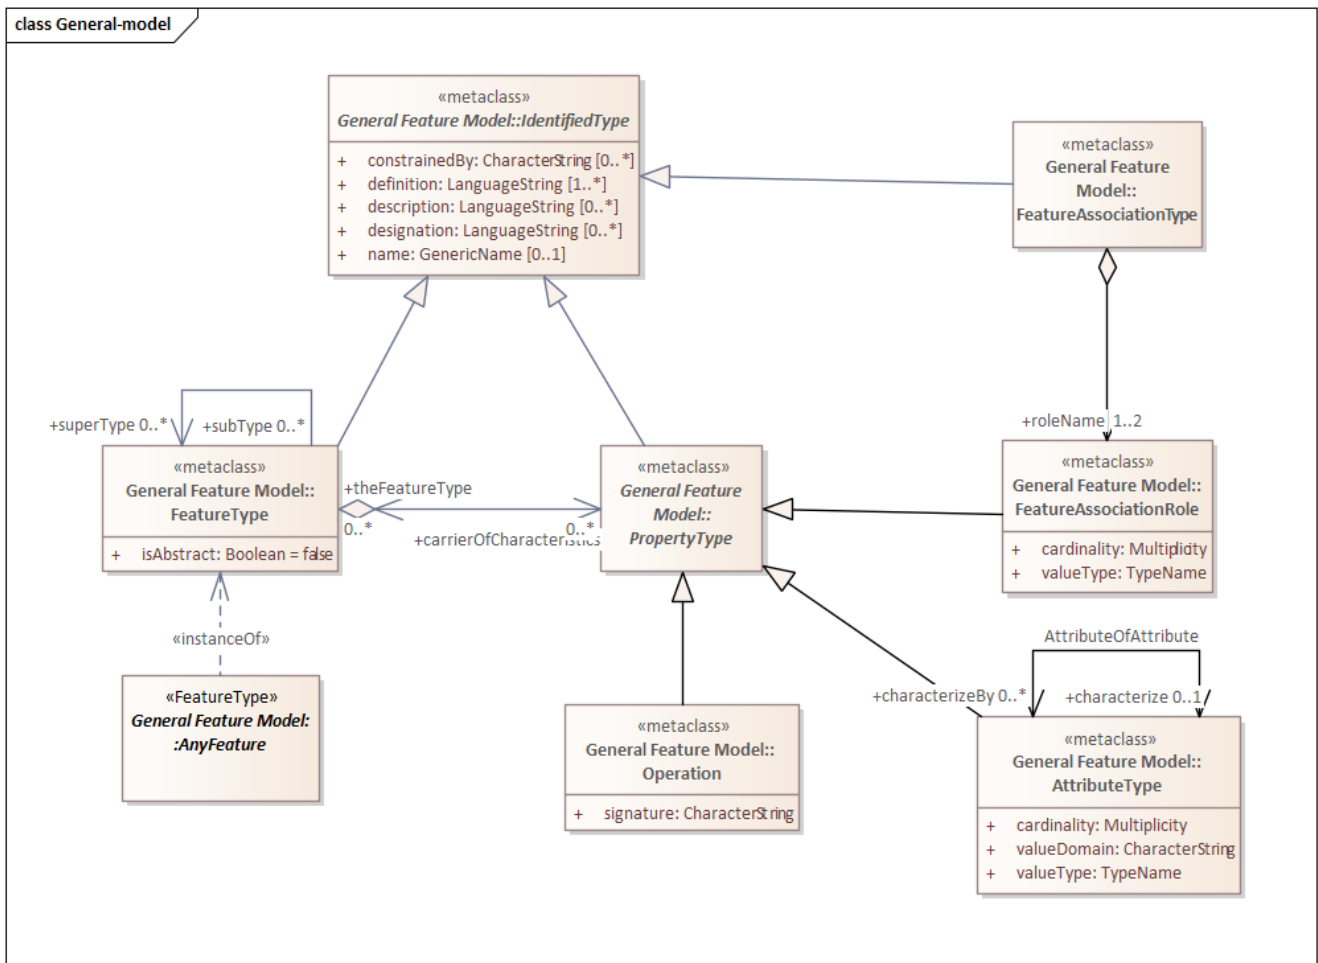 class General-model
«metaclass»
General Feature Model::IdentifiedType
+ constrainedBy: CharacterString [0..*]
+ definition: LanguageString [1..*]
+ description: LanguageString [0..*]
+ designation: LanguageString [0..*]
+ name: GenericName [0..1]
«metaclass»
General Feature
Model::
FeatureAssociationType
+superType 0..*
+subType 0..*
+roleName 1..2
«metaclass»
General Feature Model::
FeatureType
+ isAbstract: Boolean = false
+theFeatureType
0..*
0..*
+carrierOfCharacteristics
«metaclass»
General Feature
Model::
PropertyType
«metaclass»
General Feature Model::
FeatureAssociationRole
+ cardinality: Multiplicity
+ valueType: TypeName
«instanceOf»
«FeatureType»
General Feature Model:
:AnyFeature
AttributeOfAttribute
+characterizeBy 0..*
+characterize 0..1
«metaclass»
General Feature Model::
Operation
+ signature: CharacterString
«metaclass»
General Feature Model::
AttributeType
+ cardinality: Multiplicity
+ valueDomain: CharacterString
+ valueType: TypeName